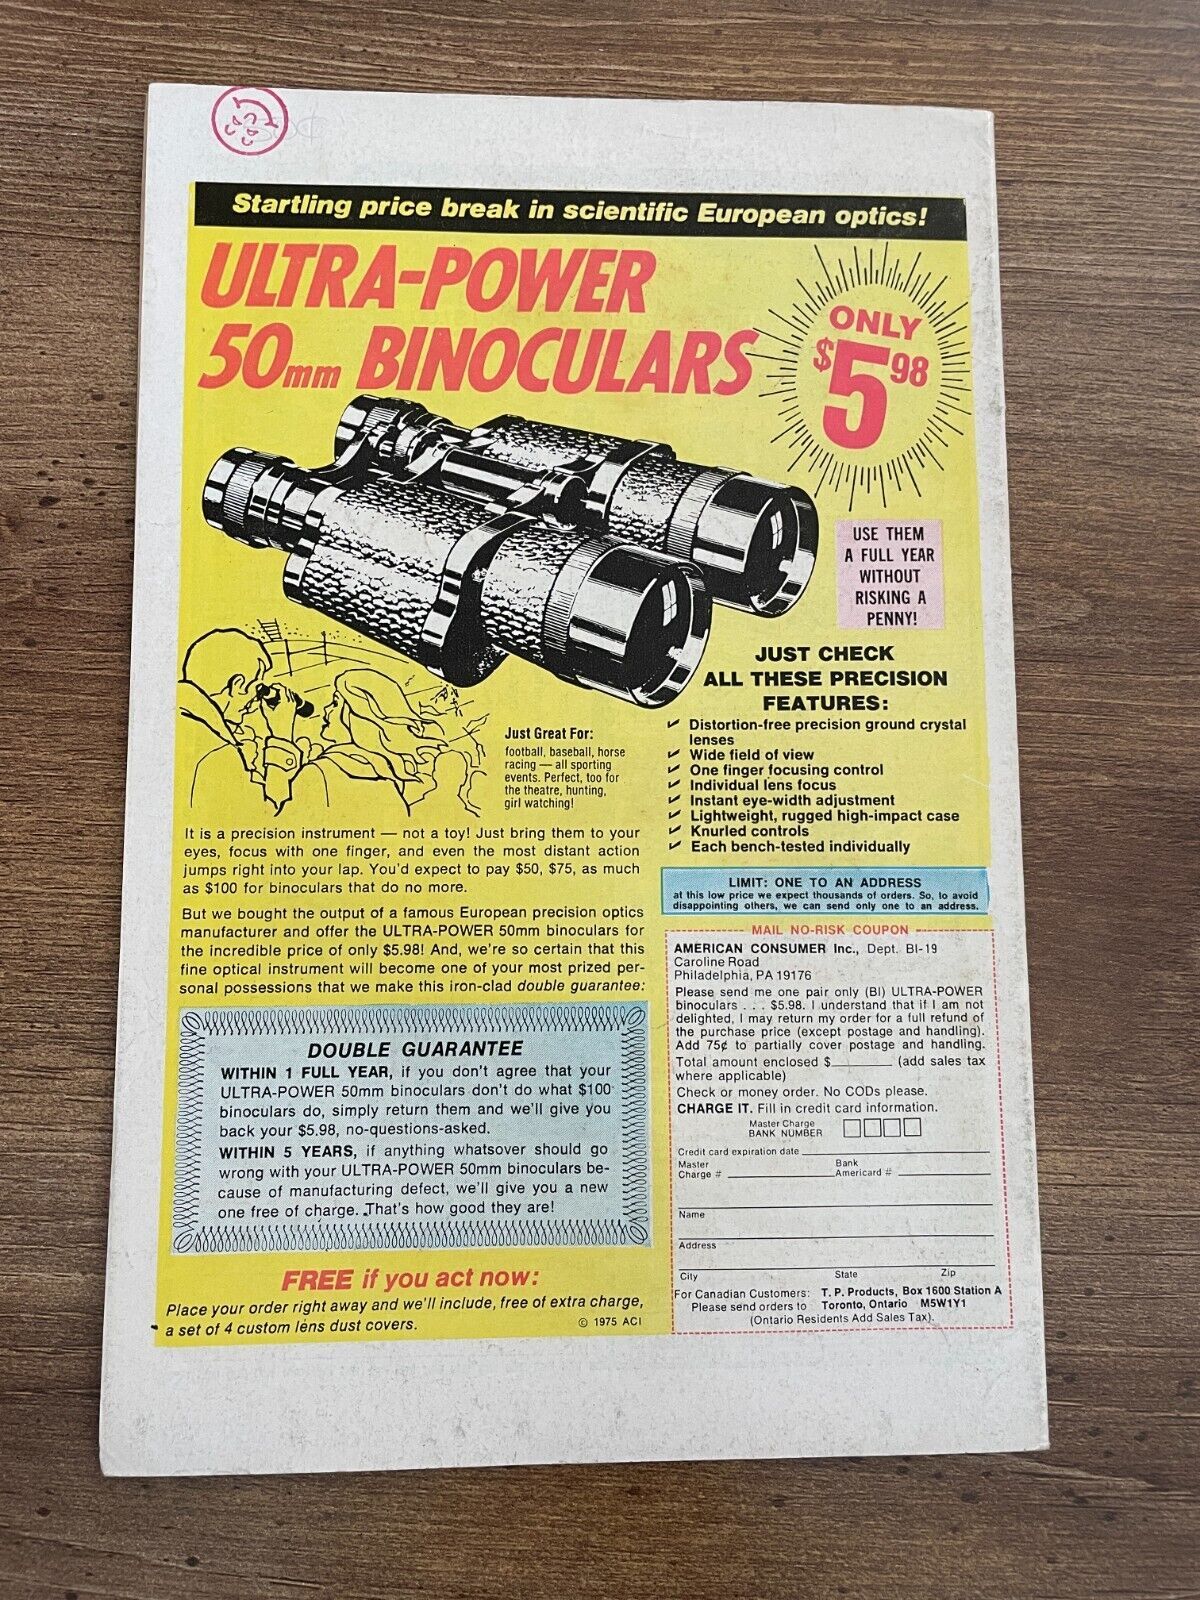 Startling price break in scientific European optics!
ULTRA-POWER
50mm BINOCULARS
ONLY
$5.98
USE THEM
A FULL YEAR
WITHOUT
RISKING A
PENNY!
JUST CHECK
ALL THESE PRECISION
FEATURES:
✓ Distortion-free precision ground crystal
lenses
✓ Wide field of view
✓ One finger focusing control
✓ Individual lens focus
✓ Instant eye-width adjustment
✓ Lightweight, rugged high-impact case
✓ Knurled controls
✓ Each bench-tested individually
Just Great For:
football, baseball, horse
racing — all sporting
events. Perfect, too for
the theatre, hunting,
girl watching!
It is a precision instrument — not a toy! Just bring them to your
eyes, focus with one finger, and even the most distant action
jumps right into your lap. You'd expect to pay $50, $75, as much
as $100 for binoculars that do no more.
But we bought the output of a famous European precision optics
manufacturer and offer the ULTRA-POWER 50mm binoculars for
the incredible price of only $5.98! And, we're so certain that this
fine optical instrument will become one of your most prized per-
sonal possessions that we make this iron-clad double guarantee:
DOUBLE GUARANTEE
WITHIN 1 FULL YEAR, if you don't agree that your
ULTRA-POWER 50mm binoculars don't do what $100
binoculars do, simply return them and we'll give you
back your $5.98, no-questions-asked.
WITHIN 5 YEARS, if anything whatsover should go
wrong with your ULTRA-POWER 50mm binoculars be-
cause of manufacturing defect, we'll give you a new
one free of charge. That's how good they are!
FREE if you act now:
Place your order right away and we'll include, free of extra charge,
a set of 4 custom lens dust covers.
© 1975 ACI
LIMIT: ONE TO AN ADDRESS
at this low price we expect thousands of orders. So, to avoid
disappointing others, we can send only one to an address.
MAIL NO-RISK COUPON
AMERICAN CONSUMER Inc., Dept. BI-19
Caroline Road
Philadelphia, PA 19176
Please send me one pair only (BI) ULTRA-POWER
binoculars . . . $5.98. I understand that if I am not
delighted, I may return my order for a full refund of
the purchase price (except postage and handling).
Add 75¢ to partially cover postage and handling.
Total amount enclosed $ (add sales tax
where applicable)
Check or money order. No CODs please.
CHARGE IT. Fill in credit card information.
Master Charge
BANK NUMBER
Credit card expiration date
Master
Charge #
Bank
Americard #
Name
Address
City State Zip
For Canadian Customers: T. P. Products, Box 1600 Station A
Please send orders to: Toronto, Ontario M5W1Y1
(Ontario Residents Add Sales Tax).